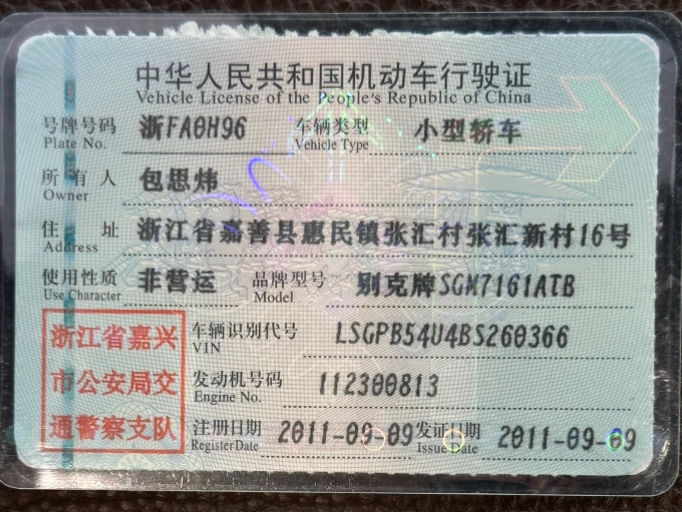 中华人民共和国机动车行驶证
Vehicle License of the People's Republic of China
号牌号码 浙FA0H96 车辆类型 小型轿车
Plate No. Vehicle Type
所有人 包思炜
Owner
住址 浙江省嘉善县惠民镇张汇村张汇新村16号
Address
使用性质 非营运 品牌型号 别克牌SGM7161ATB
Use Character Model
浙江省嘉兴 车辆识别代号 LSGPB54U4BS260366
VIN
市公安局交 发动机号码 112300813
Engine No.
通警察支队 注册日期 2011-09-09 发证日期 2011-09-09
Register Date Issue Date